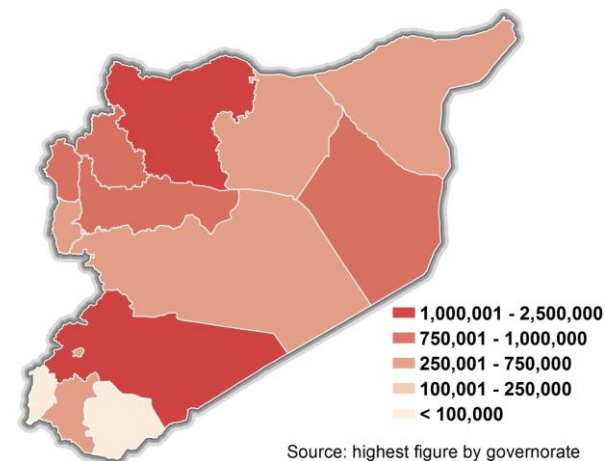 1,000,001 - 2,500,000
750,001 - 1,000,000
250,001 - 750,000
100,001 - 250,000
< 100,000
Source: highest figure by governorate